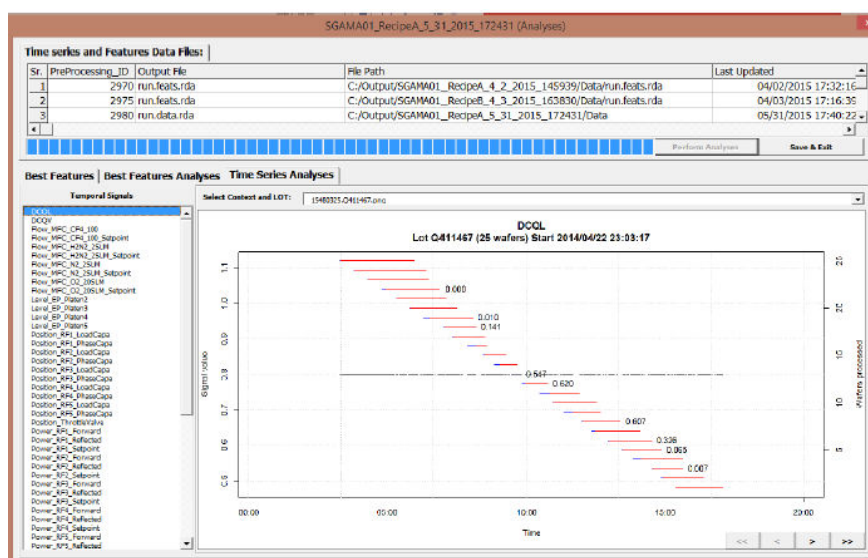 SGAMA01_RecipeA_5_31_2015_172431 (Analyses)
Time series and Features Data Files:
Sr. PreProcessing_ID Output File File Path Last Updated
1 2970 run.feats.rda C:/Output/SGAMA01__RecipeA_4_2_2015_145939/Data/run.feats.rda 04/02/2015 17:32:16
2 2975 run.feats.rda C:/Output/SGAMA01__RecipeB_4_3_2015_163830/Data/run.feats.rda 04/03/2015 17:16:39
3 2980 run.data.rda C:/Output/SGAMA01__RecipeA_5_31_2015_172431/Data 05/31/2015 17:40:22
Perform Analyses Save & Exit
Best Features Best Features Analyses Time Series Analyses
Temporal Signals
Select Context and LOT: 15480325.Q411467.png
DCQL
DCQV
Flow_MFC_CF4_100
Flow_MFC_CF4_100_Setpoint
Flow_MFC_H2N2_2SLM
Flow_MFC_H2N2_2SLM_Setpoint
Flow_MFC_N2_2SLM
Flow_MFC_N2_2SLM_Setpoint
Flow_MFC_O2_20SLM
Flow_MFC_O2_20SLM_Setpoint
Level_EP_Platen2
Level_EP_Platen3
Level_EP_Platen4
Level_EP_Platen5
Position_RF1_LoadCapa
Position_RF1_PhaseCapa
Position_RF2_LoadCapa
Position_RF2_PhaseCapa
Position_RF3_LoadCapa
Position_RF3_PhaseCapa
Position_RF4_LoadCapa
Position_RF4_PhaseCapa
Position_RF5_LoadCapa
Position_RF5_PhaseCapa
Position_ThrottleValve
Power_RF1_Forward
Power_RF1_Reflected
Power_RF1_Setpoint
Power_RF2_Forward
Power_RF2_Reflected
Power_RF2_Setpoint
Power_RF3_Forward
Power_RF3_Reflected
Power_RF3_Setpoint
Power_RF4_Forward
Power_RF4_Reflected
Power_RF4_Setpoint
Power_RF5_Forward
Power_RF5_Reflected
DCQL
Lot Q411467 (25 wafers) Start 2014/04/22 23:03:17
Signal value
1.1
1.0
0.9
0.8
0.7
0.6
0.5
0.010
0.141
0.547
0.620
0.607
0.336
25
20
15
10
5
Wafers processed
00:00 05:00 10:00 15:00 20:00
Time
<< < > >>